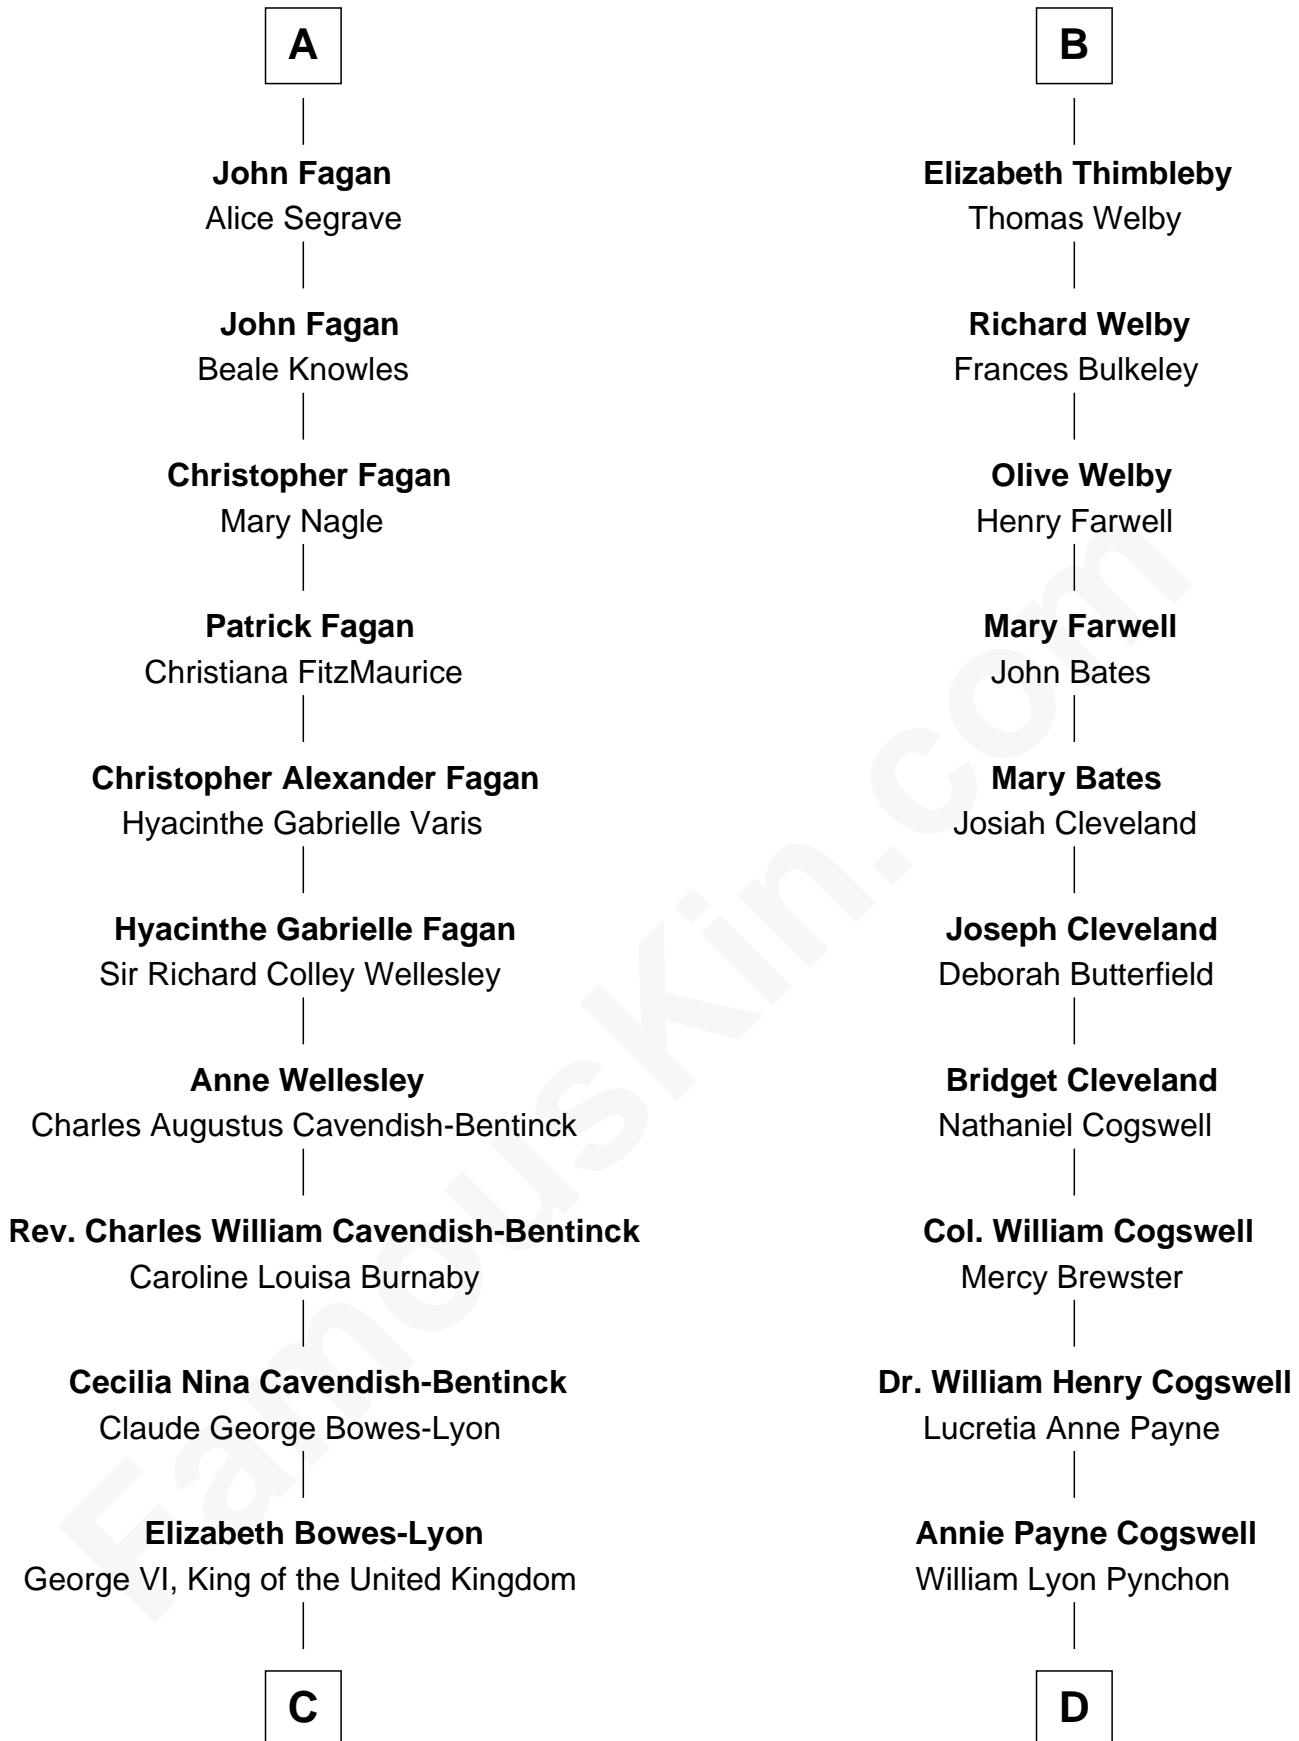 A
John Fagan
Alice Segrave
John Fagan
Beale Knowles
Christopher Fagan
Mary Nagle
Patrick Fagan
Christiana FitzMaurice
Christopher Alexander Fagan
Hyacinthe Gabrielle Varis
Hyacinthe Gabrielle Fagan
Sir Richard Colley Wellesley
Anne Wellesley
Charles Augustus Cavendish-Bentinck
Rev. Charles William Cavendish-Bentinck
Caroline Louisa Burnaby
Cecilia Nina Cavendish-Bentinck
Claude George Bowes-Lyon
Elizabeth Bowes-Lyon
George VI, King of the United Kingdom
C
B
Elizabeth Thimbleby
Thomas Welby
Richard Welby
Frances Bulkeley
Olive Welby
Henry Farwell
Mary Farwell
John Bates
Mary Bates
Josiah Cleveland
Joseph Cleveland
Deborah Butterfield
Bridget Cleveland
Nathaniel Cogswell
Col. William Cogswell
Mercy Brewster
Dr. William Henry Cogswell
Lucretia Anne Payne
Annie Payne Cogswell
William Lyon Pynchon
D
FamousKin.com